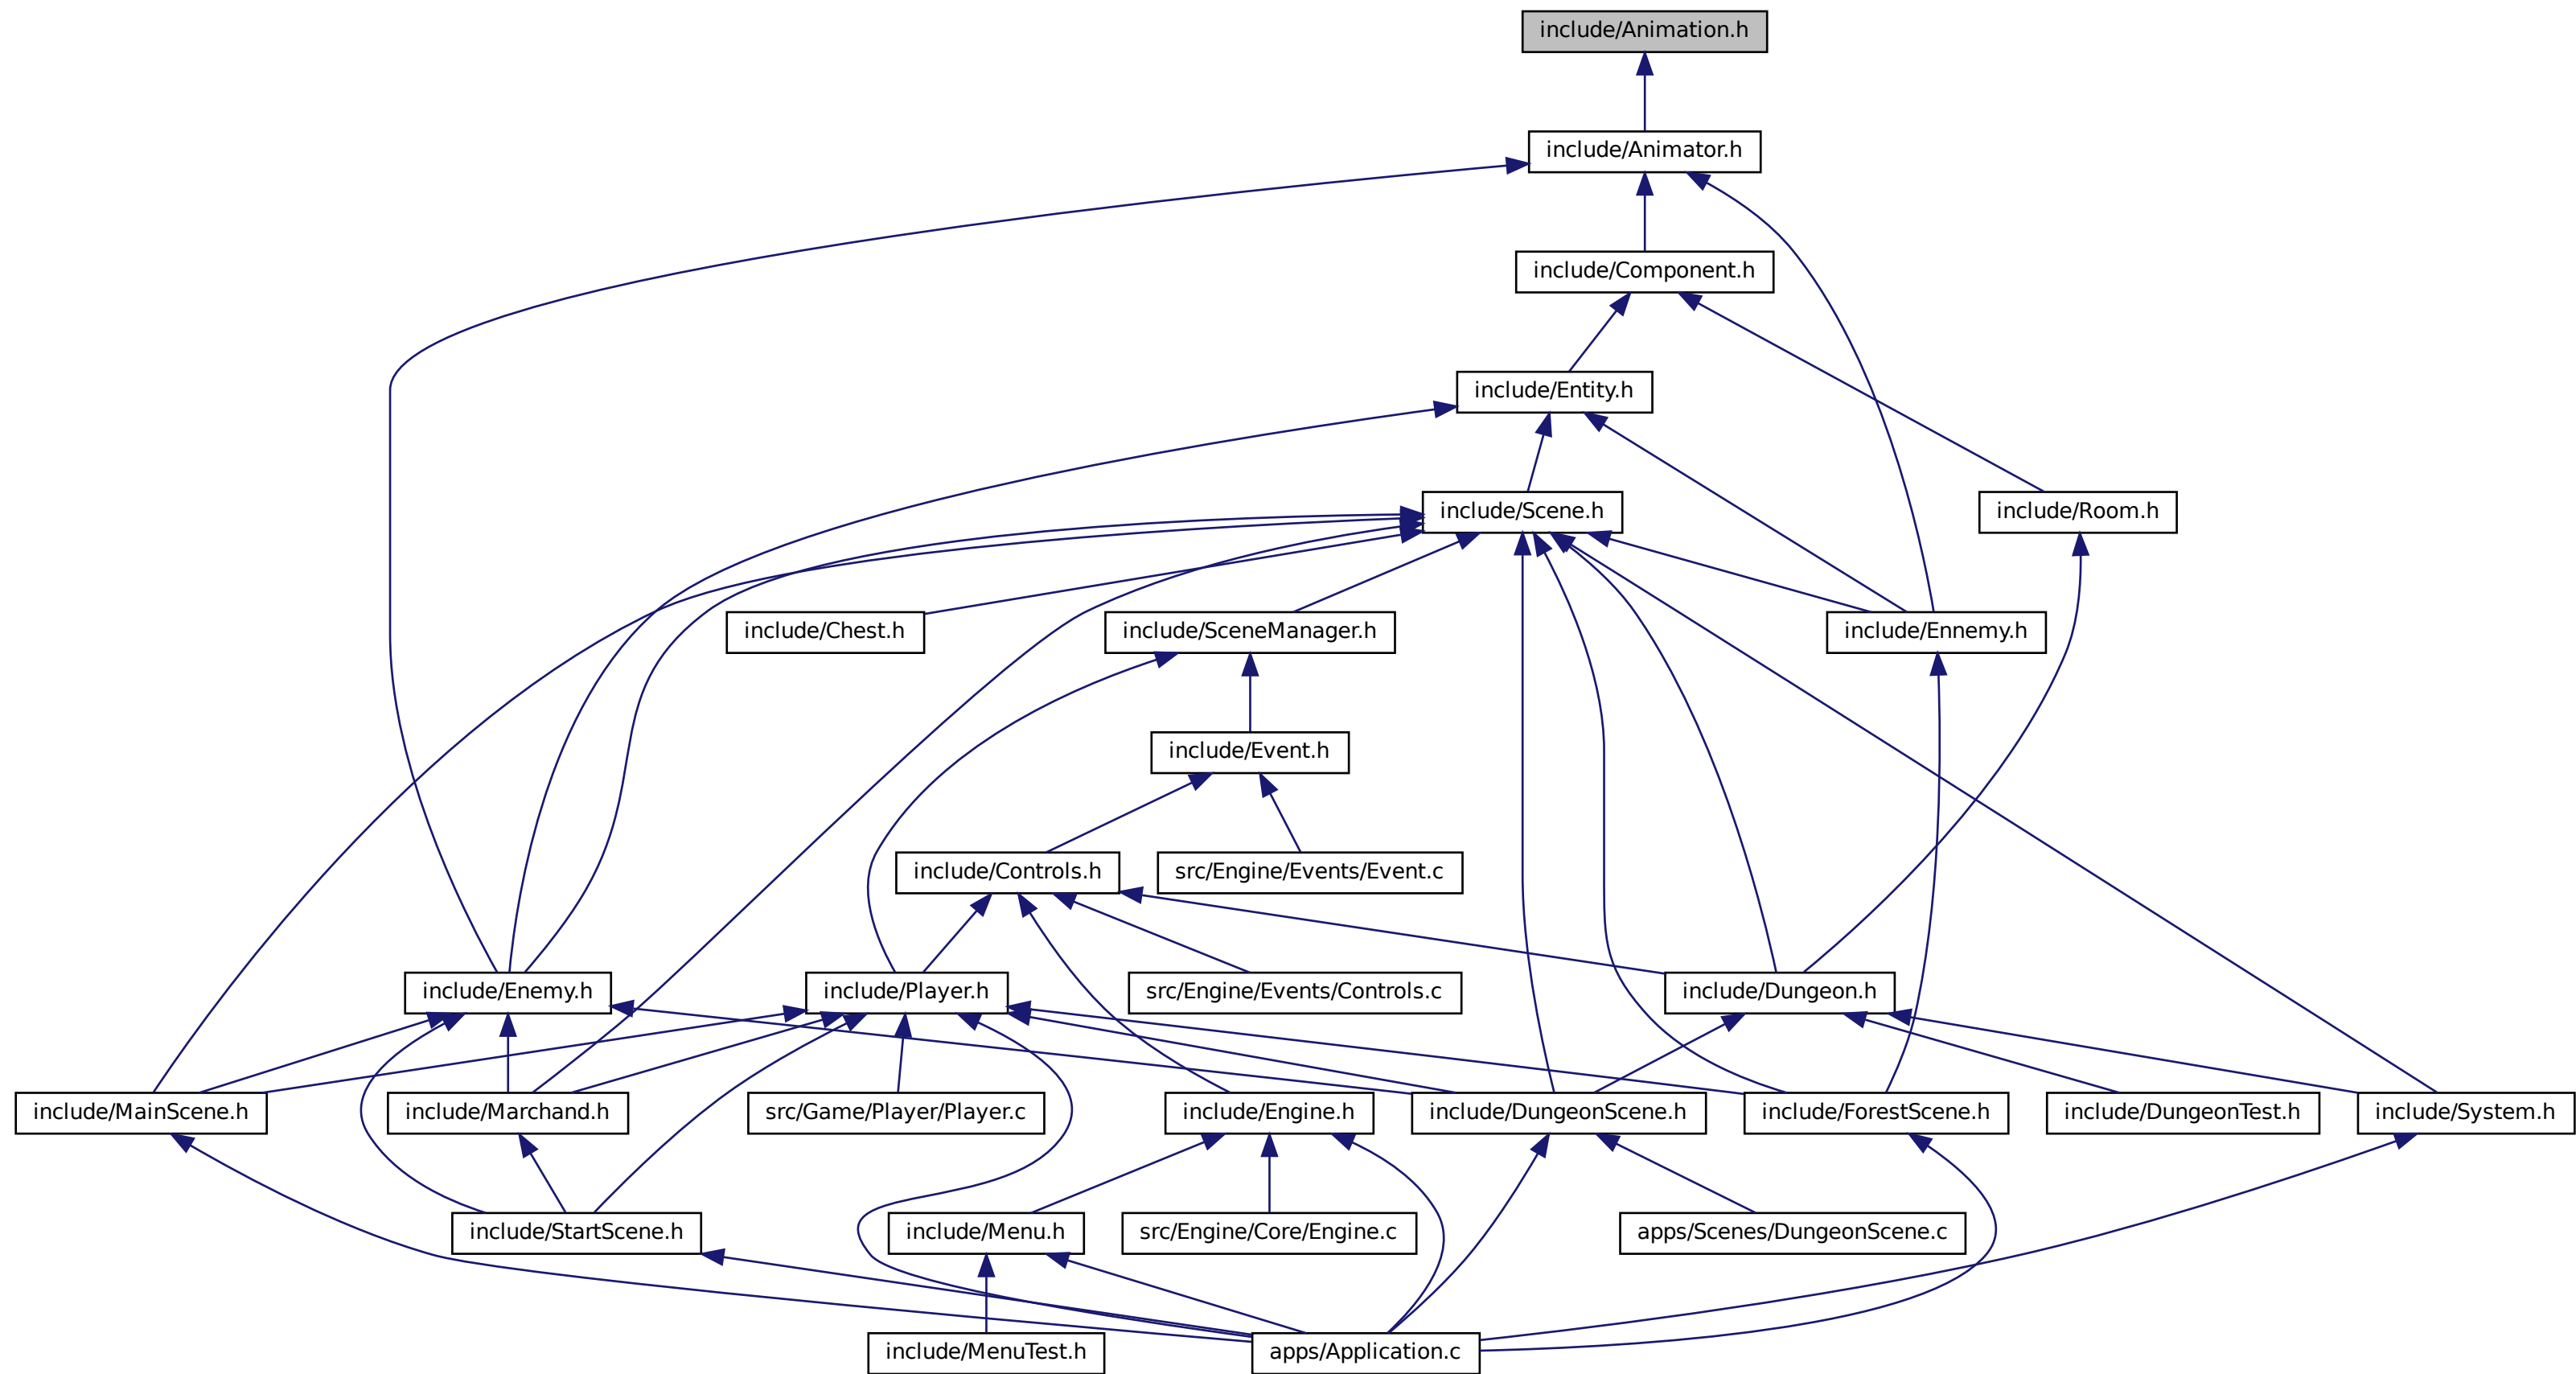 include/Animation.h
include/Animator.h
include/Component.h
include/Entity.h
include/Scene.h
include/Room.h
include/Chest.h
include/SceneManager.h
include/Ennemy.h
include/Event.h
include/Controls.h
src/Engine/Events/Event.c
include/Enemy.h
include/Player.h
src/Engine/Events/Controls.c
include/Dungeon.h
include/MainScene.h
include/Marchand.h
src/Game/Player/Player.c
include/Engine.h
include/DungeonScene.h
include/ForestScene.h
include/DungeonTest.h
include/System.h
include/StartScene.h
include/Menu.h
src/Engine/Core/Engine.c
apps/Scenes/DungeonScene.c
include/MenuTest.h
apps/Application.c